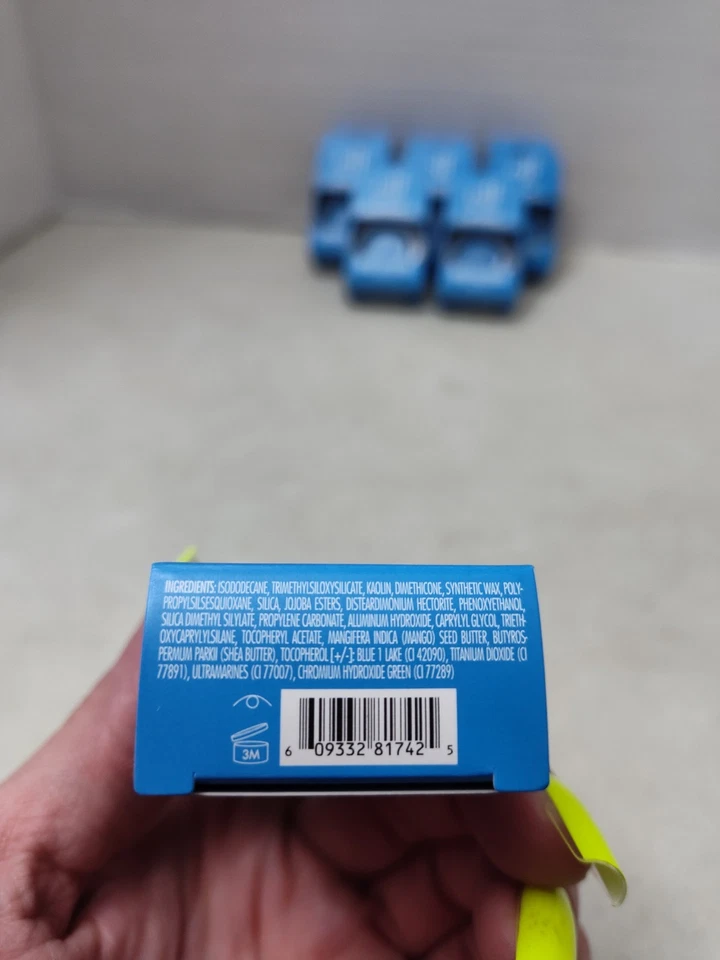 INGREDIENTS: ISODODECANE, TRIMETHYLSILOXYSILICATE, KAOLIN, DIMETHICONE, SYNTHETIC WAX, POLY-
PROPYLSILSESQUIOXANE, SILICA, JOJOBA ESTERS, DISTEARDIMONIUM HECTORITE, PHENOXYETHANOL,
SILICA DIMETHYL SILYLATE, PROPYLENE CARBONATE, ALUMINUM HYDROXIDE, CAPRYLYL GLYCOL, TRIETH-
OXYCAPRYLYLSILANE, TOCOPHERYL ACETATE, MANGIFERA INDICA (MANGO) SEED BUTTER, BUTYROS-
PERMUM PARKII (SHEA BUTTER), TOCOPHEROL [+/-]: BLUE 1 LAKE (CI 42090), TITANIUM DIOXIDE (CI
77891), ULTRAMARINES (CI 77007), CHROMIUM HYDROXIDE GREEN (CI 77289)
3M
6 09332 81742 5